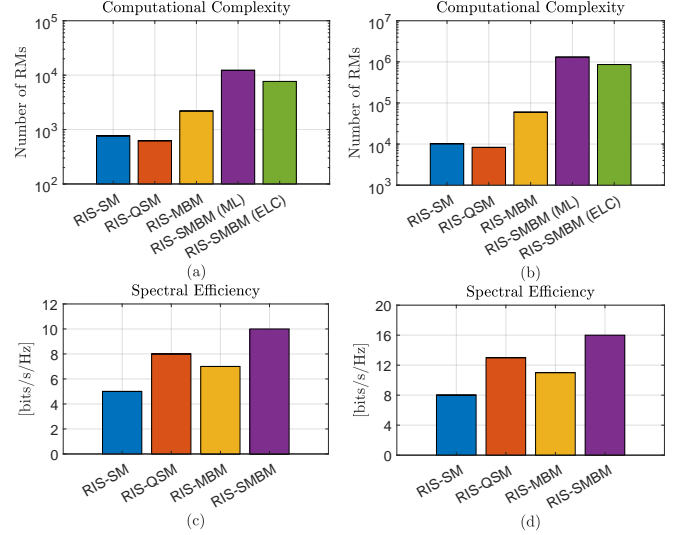 Computational Complexity
Number of RMs
10^5
10^4
10^3
10^2
RIS-SM
RIS-QSM
RIS-MBM
RIS-SMBM (ML)
RIS-SMBM (ELC)
(a)
Computational Complexity
Number of RMs
10^7
10^6
10^5
10^4
10^3
RIS-SM
RIS-QSM
RIS-MBM
RIS-SMBM (ML)
RIS-SMBM (ELC)
(b)
Spectral Efficiency
[bits/s/Hz]
12
10
8
6
4
2
0
RIS-SM
RIS-QSM
RIS-MBM
RIS-SMBM
(c)
Spectral Efficiency
[bits/s/Hz]
20
16
12
8
4
0
RIS-SM
RIS-QSM
RIS-MBM
RIS-SMBM
(d)